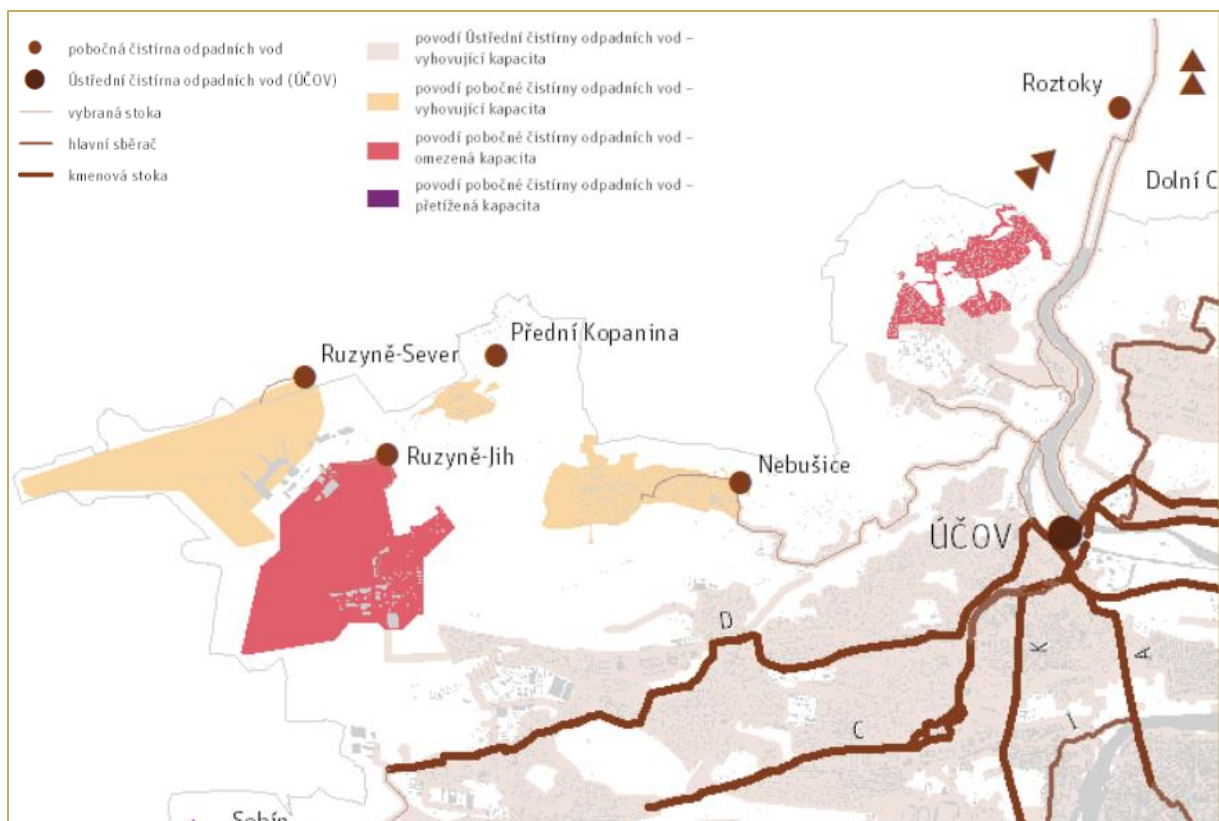 pobočná čistírna odpadních vod
Ústřední čistírna odpadních vod (ÚČOV)
vybraná stoka
hlavní sběrač
kmenová stoka
povodí Ústřední čistírny odpadních vod –
vyhovující kapacita
povodí pobočné čistírny odpadních vod –
vyhovující kapacita
povodí pobočné čistírny odpadních vod –
omezená kapacita
povodí pobočné čistírny odpadních vod –
přetížená kapacita
Roztoky
Dolní C
Přední Kopanina
Ruzyně-Sever
Ruzyně-Jih
Nebušice
ÚČOV
D
K
A
C
I
Sobín